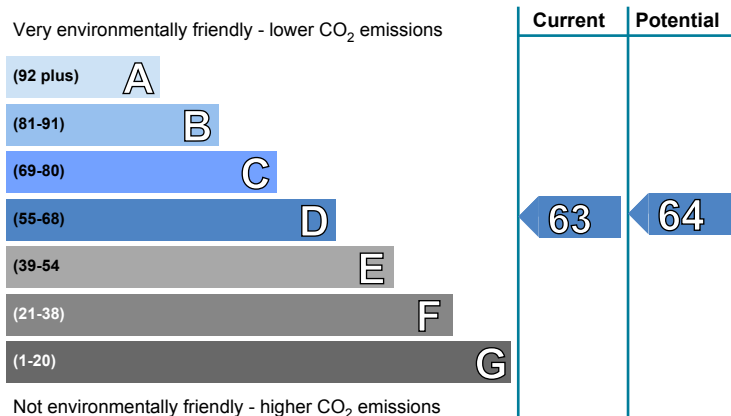 Very environmentally friendly - lower CO2 emissions
Current Potential
(92 plus) A
(81-91) B
(69-80) C
(55-68) D
63 64
(39-54 E
(21-38) F
(1-20) G
Not environmentally friendly - higher CO2 emissions